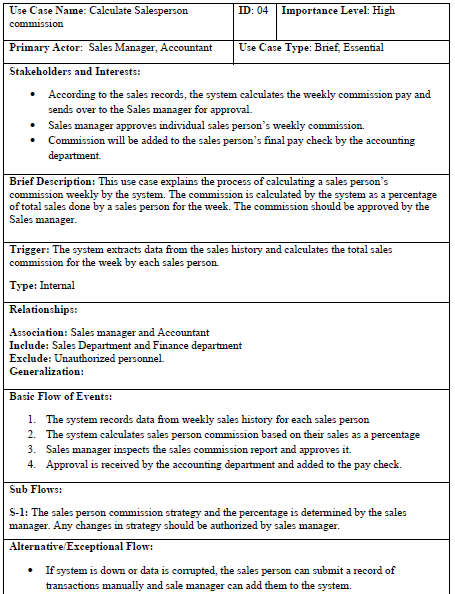 Use Case Name: Calculate Salesperson commission
ID: 04
Importance Level: High
Primary Actor: Sales Manager, Accountant
Use Case Type: Brief, Essential
Stakeholders and Interests:
• According to the sales records, the system calculates the weekly commission pay and
sends over to the Sales manager for approval.
• Sales manager approves individual sales person's weekly commission.
• Commission will be added to the sales person's final pay check by the accounting
department.
Brief Description: This use case explains the process of calculating a sales person's
commission weekly by the system. The commission is calculated by the system as a percentage
of total sales done by a sales person for the week. The commission should be approved by the
Sales manager.
Trigger: The system extracts data from the sales history and calculates the total sales
commission for the week by each sales person.
Type: Internal
Relationships:
Association: Sales manager and Accountant
Include: Sales Department and Finance department
Exclude: Unauthorized personnel.
Generalization:
Basic Flow of Events:
1. The system records data from weekly sales history for each sales person
2. The system calculates sales person commission based on their sales as a percentage
3. Sales manager inspects the sales commission report and approves it.
4. Approval is received by the accounting department and added to the pay check.
Sub Flows:
S-1: The sales person commission strategy and the percentage is determined by the sales
manager. Any changes in strategy should be authorized by sales manager.
Alternative/Exceptional Flow:
• If system is down or data is corrupted, the sales person can submit a record of
transactions manually and sale manager can add them to the system.